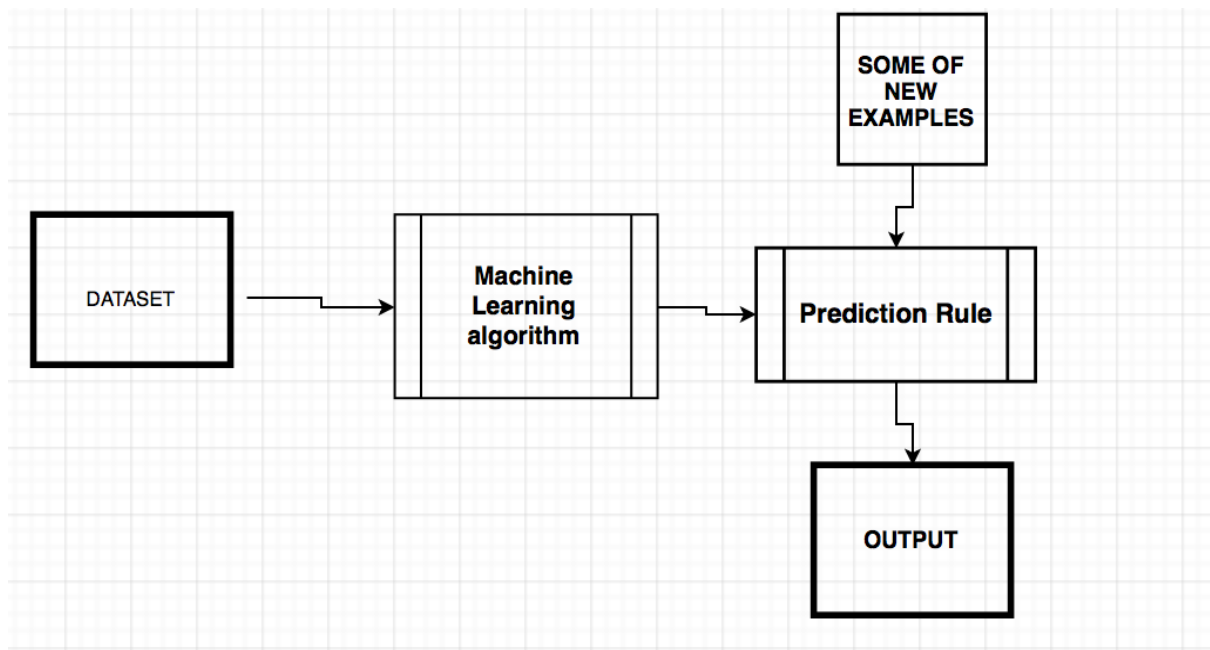 SOME OF
NEW
EXAMPLES
DATASET
Machine
Learning
algorithm
Prediction Rule
OUTPUT